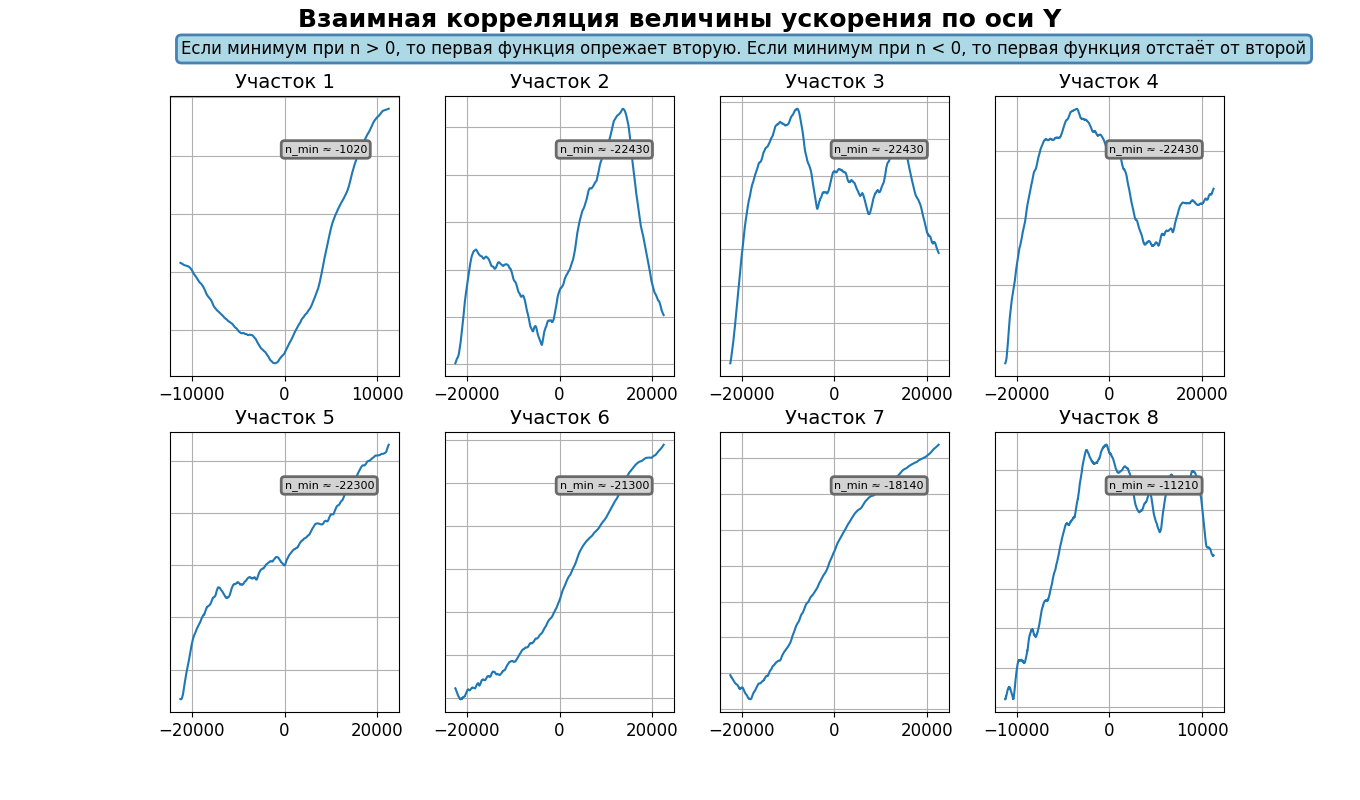 Взаимная корреляция величины ускорения по оси Y
Если минимум при n > 0, то первая функция опрежает вторую. Если минимум при n < 0, то первая функция отстаёт от второй
Участок 1
Участок 2
Участок 3
Участок 4
n_min ≈ -1020
n_min ≈ -22430
n_min ≈ -22430
n_min ≈ -22430
−10000 0 10000
−20000 0 20000
−20000 0 20000
−20000 0 20000
Участок 5
Участок 6
Участок 7
Участок 8
n_min ≈ -22300
n_min ≈ -21300
n_min ≈ -18140
n_min ≈ -11210
−20000 0 20000
−20000 0 20000
−20000 0 20000
−10000 0 10000